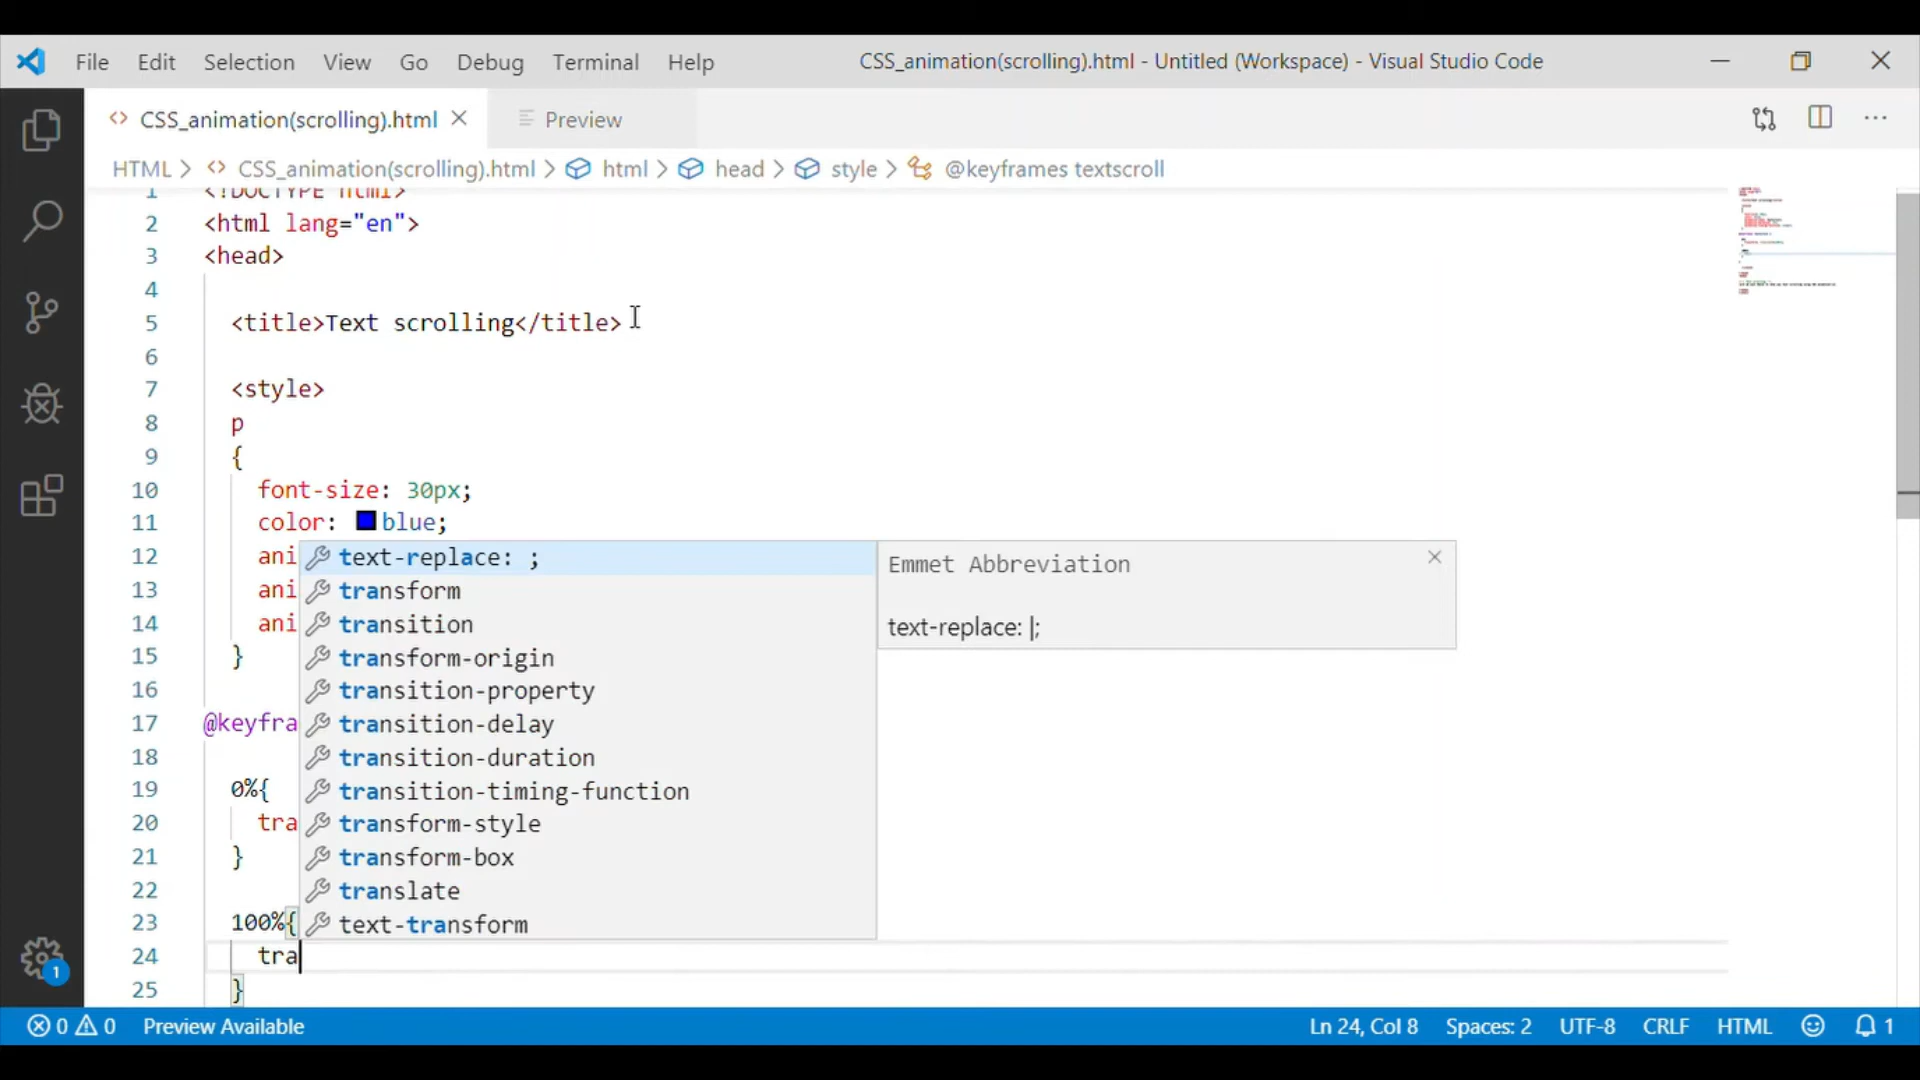 File Edit Selection View Go Debug Terminal Help CSS_animation(scrolling).html - Untitled (Workspace) - Visual Studio Code
<> CSS_animation(scrolling).html Preview
HTML > <> CSS_animation(scrolling).html > html > head > style > @keyframes textscroll
1 <!DOCTYPE html>
2 <html lang="en">
3 <head>
4
5 <title>Text scrolling</title>
6
7 <style>
8 p
9 {
10 font-size: 30px;
11 color: blue;
12 ani
13 ani
14 ani
15 }
16
17 @keyfra
18
19 0%{
20 tra
21 }
22
23 100%{
24 tra
25 }
text-replace: ;
transform
transition
transform-origin
transition-property
transition-delay
transition-duration
transition-timing-function
transform-style
transform-box
translate
text-transform
Emmet Abbreviation
text-replace: |;
1
0 0 Preview Available Ln 24, Col 8 Spaces: 2 UTF-8 CRLF HTML 1